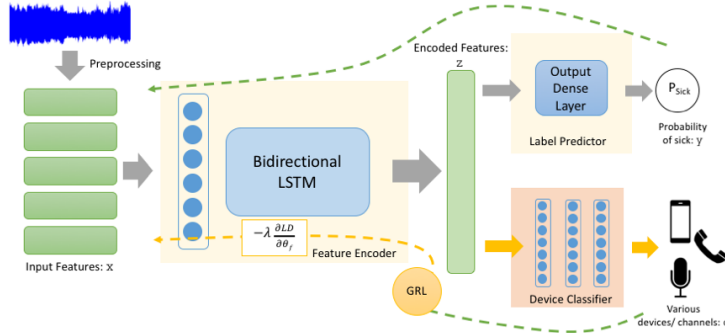 Preprocessing
Input Features: x
Bidirectional
LSTM
−λ ∂LD/∂θ_f
Feature Encoder
GRL
Encoded Features:
z
Output
Dense
Layer
Label Predictor
P_Sick
Probability
of sick: y
Device Classifier
Various
devices/ channels: